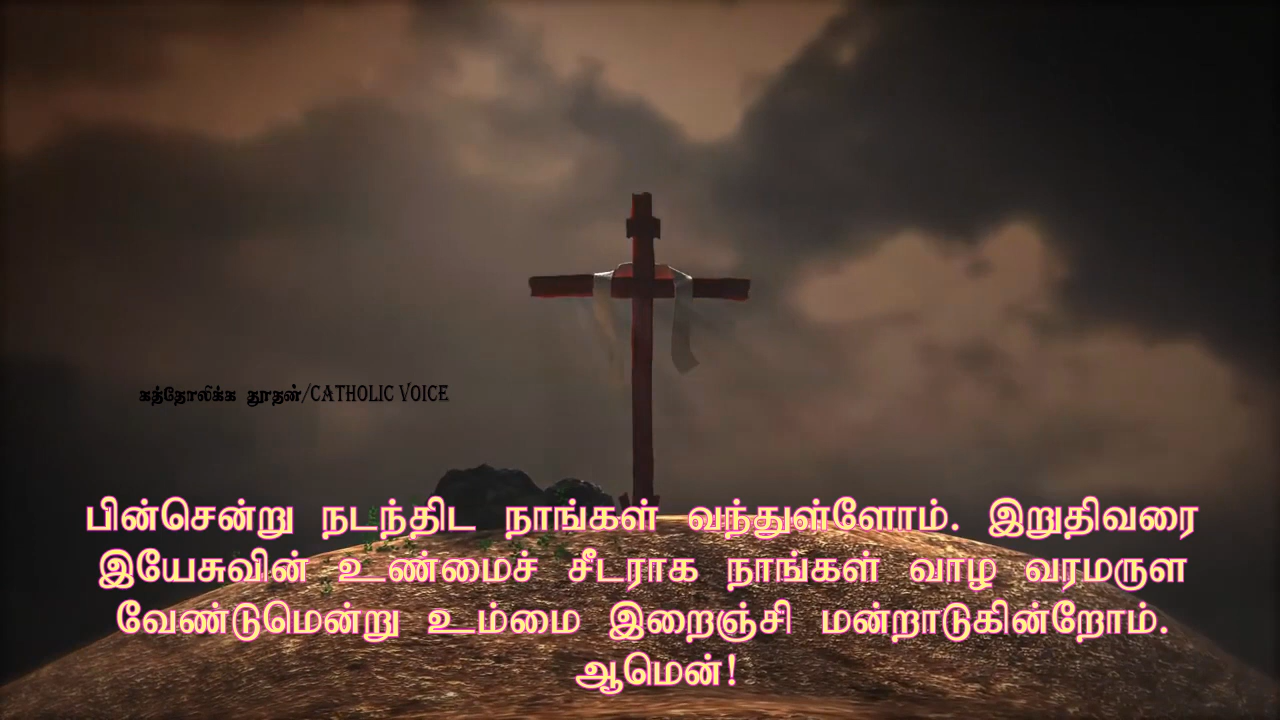 கத்தோலிக்க தூதன்/CATHOLIC VOICE
பின்சென்று நடந்திட நாங்கள் வந்துள்ளோம். இறுதிவரை
இயேசுவின் உண்மைச் சீடராக நாங்கள் வாழ வரமருள
வேண்டுமென்று உம்மை இறைஞ்சி மன்றாடுகின்றோம்.
ஆமென்!